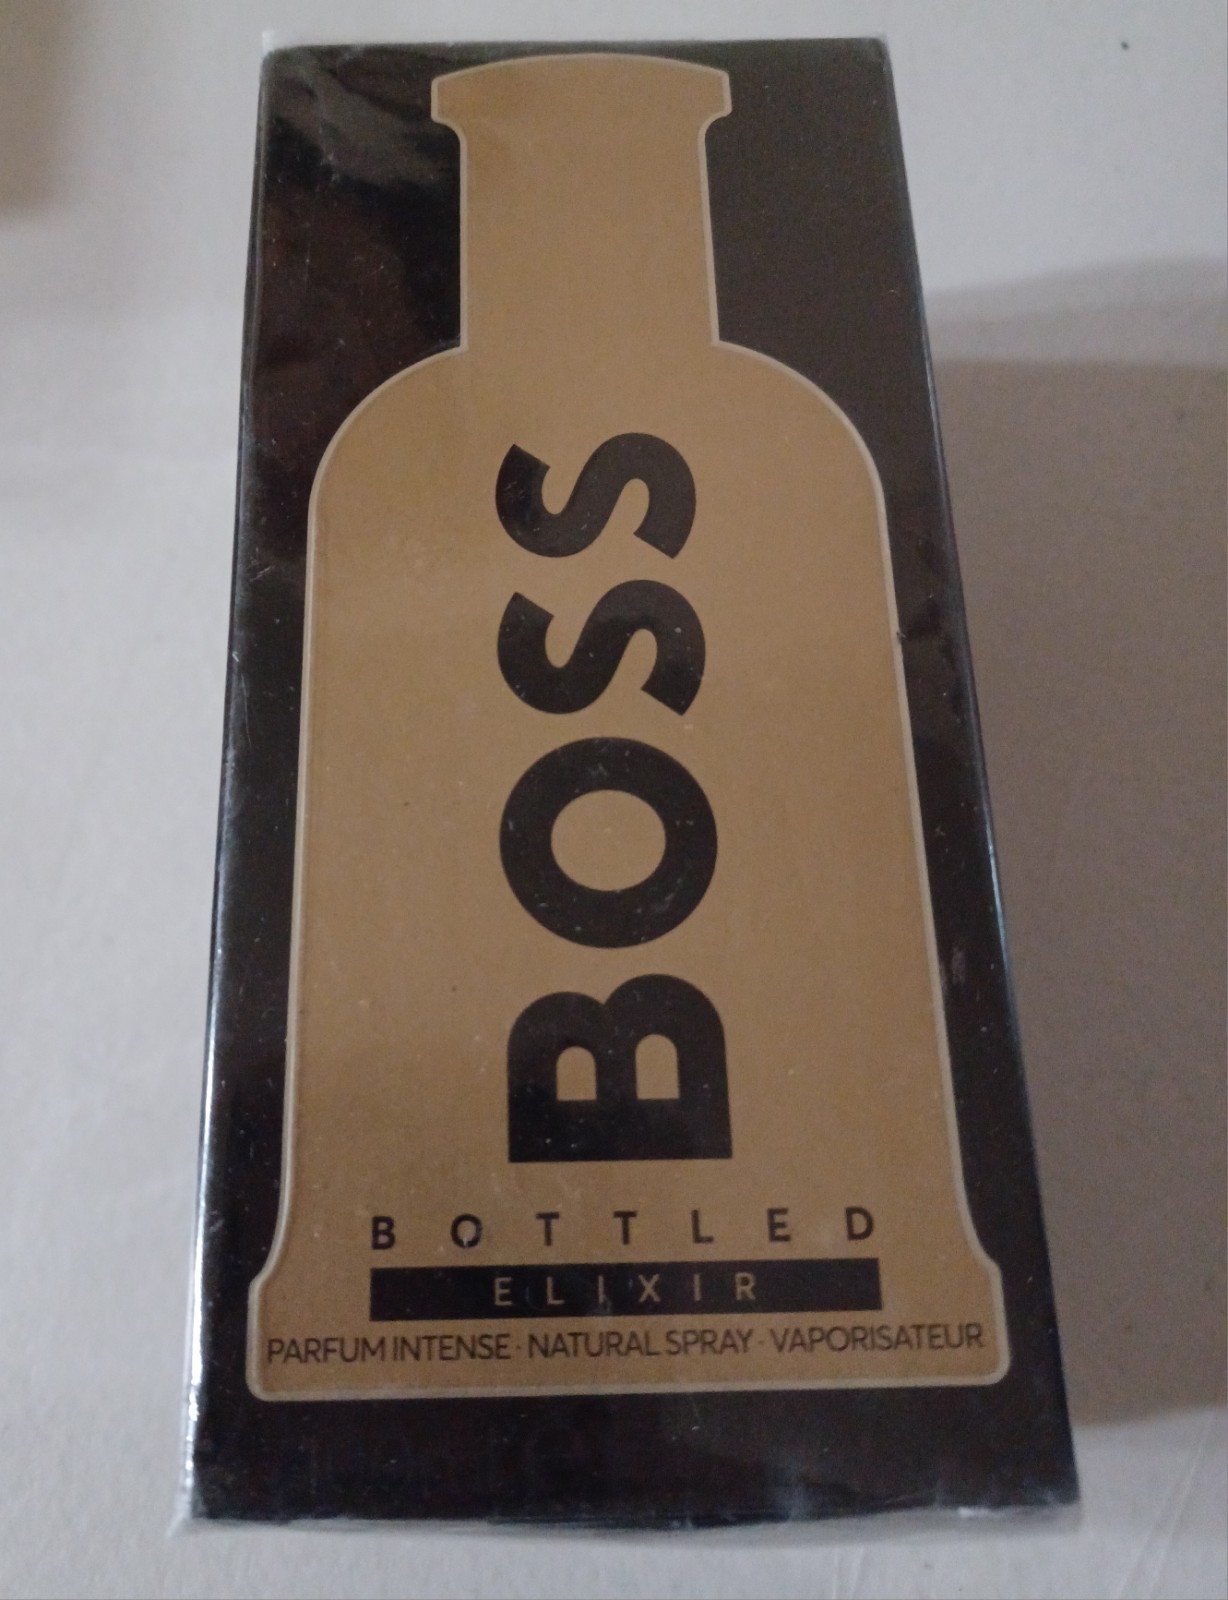 BOSS
BOTTLED
ELIXIR
PARFUM INTENSE · NATURAL SPRAY · VAPORISATEUR